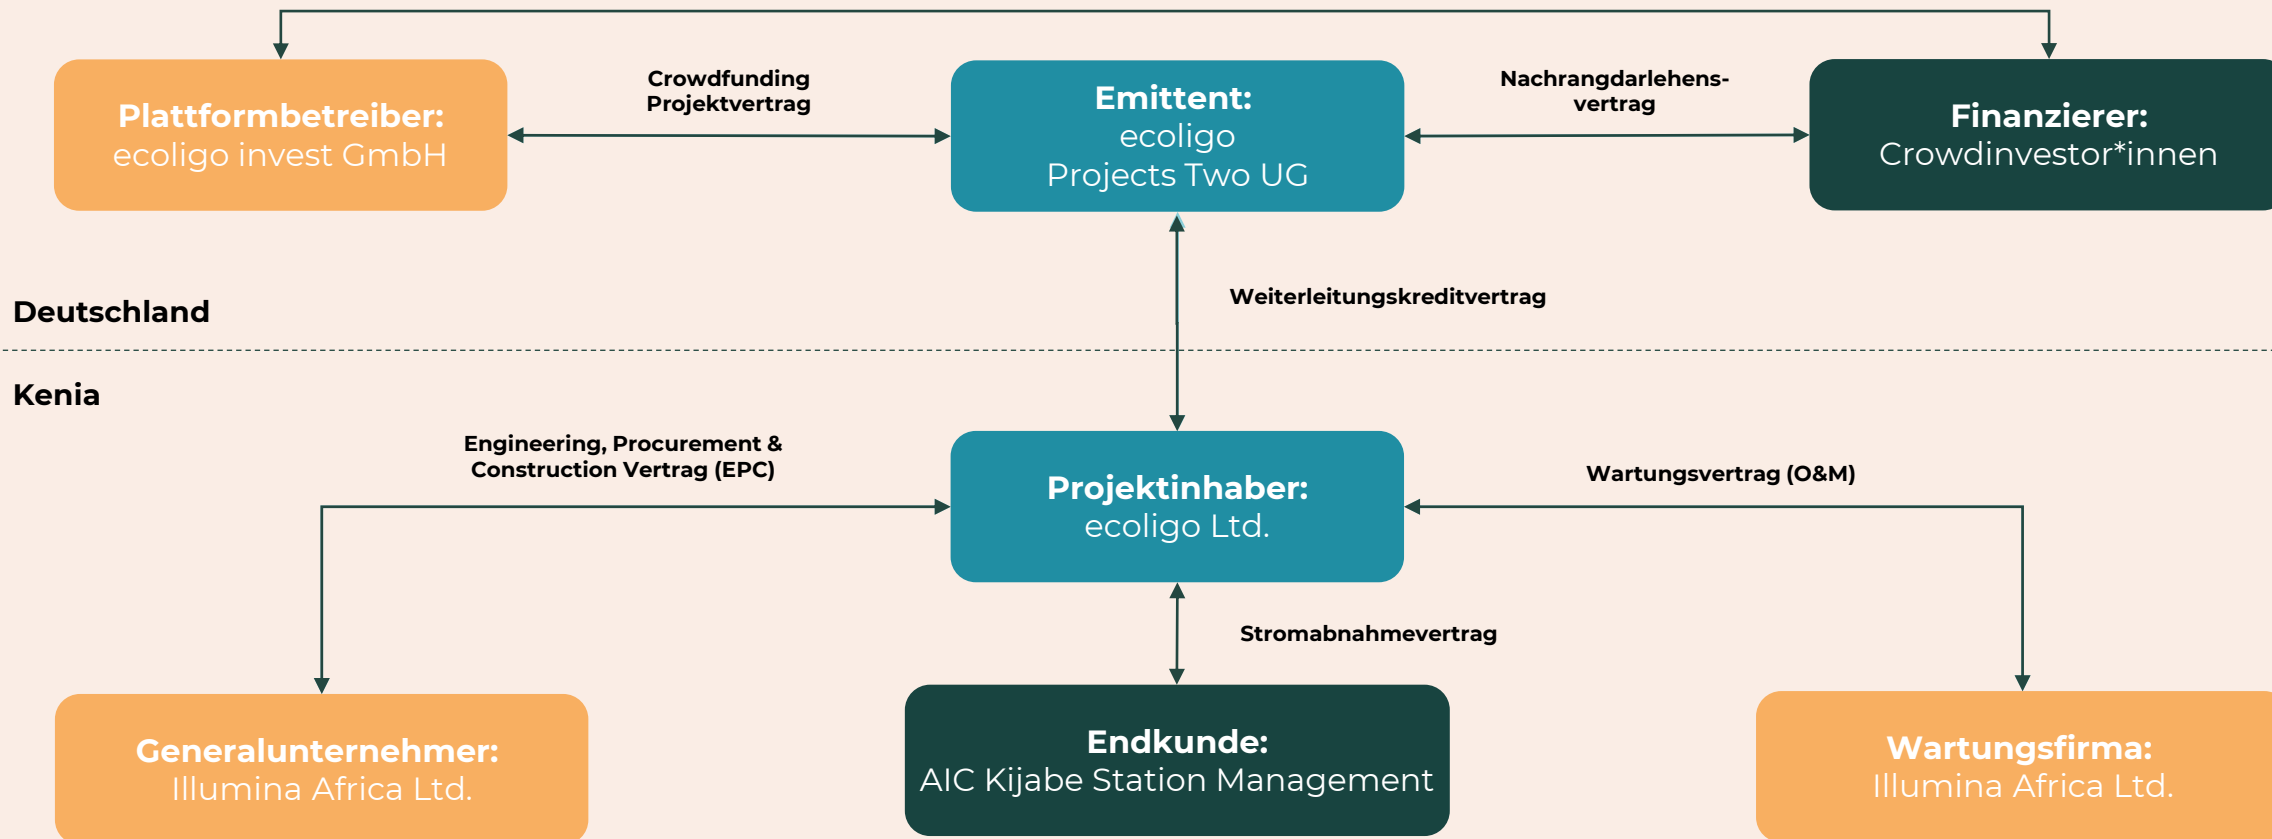 Crowdfunding
Projektvertrag
Nachrangdarlehens-
vertrag
Plattformbetreiber:
ecoligo invest GmbH
Emittent:
ecoligo
Projects Two UG
Finanzierer:
Crowdinvestor*innen
Weiterleitungskreditvertrag
Deutschland
Kenia
Engineering, Procurement &
Construction Vertrag (EPC)
Wartungsvertrag (O&M)
Projektinhaber:
ecoligo Ltd.
Stromabnahmevertrag
Generalunternehmer:
Illumina Africa Ltd.
Endkunde:
AIC Kijabe Station Management
Wartungsfirma:
Illumina Africa Ltd.